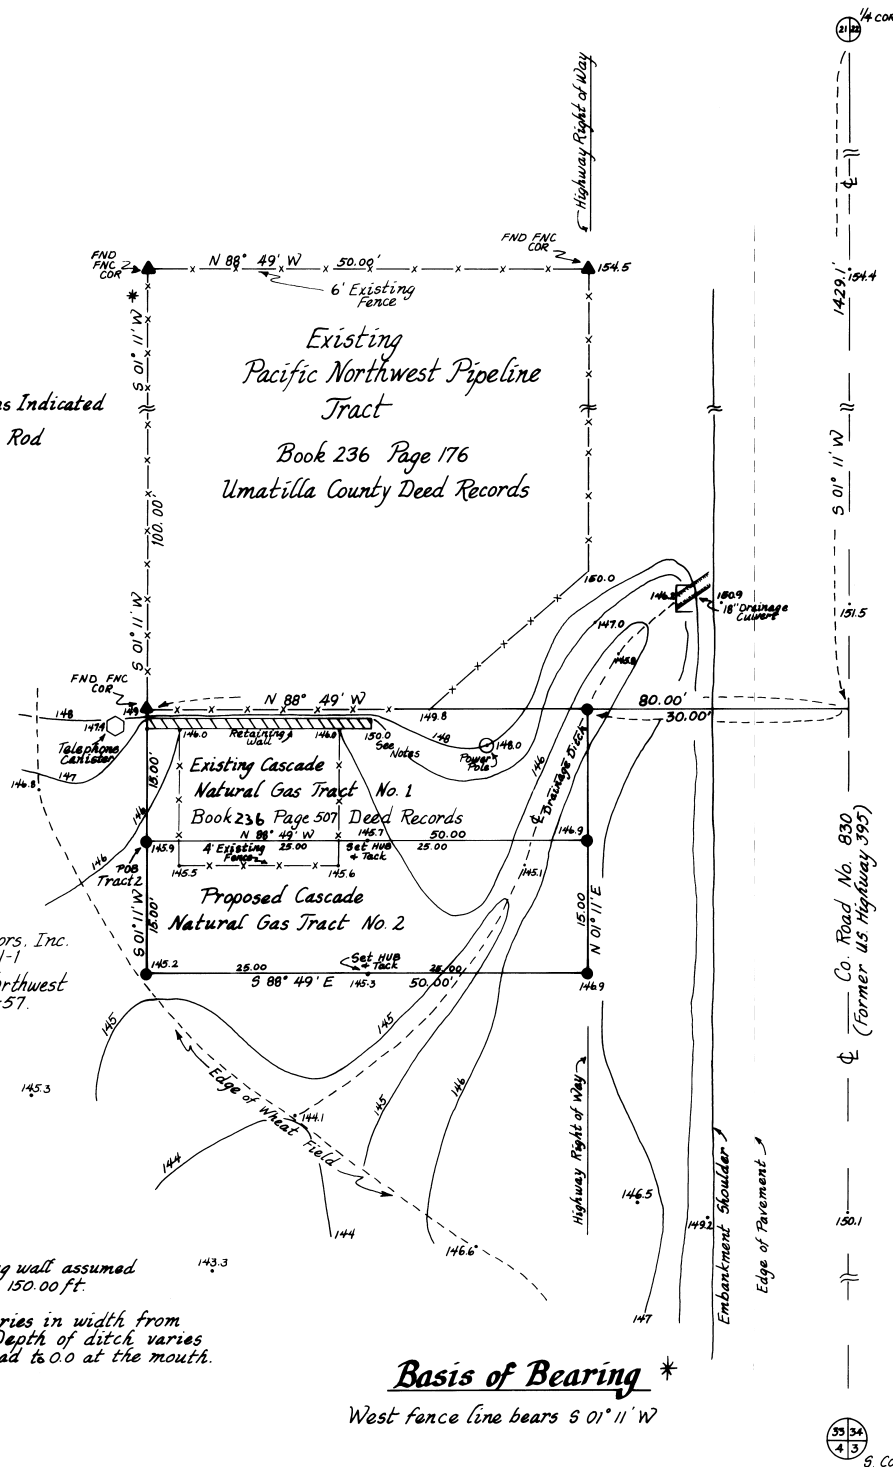 1/4 COR
21 22
Highway Right of Way
℄
FND FNC
COR
FND
FNC
COR
N 88° 49' W 50.00'
154.5
6' Existing
Fence
1429.1'
154.4
S 01° 11' W *
Existing
Pacific Northwest Pipeline
Tract
Book 236 Page 176
Umatilla County Deed Records
as Indicated
Rod
100.00'
S 01° 11' W
S 01° 11' W
150.0
146.2
150.9
18" Drainage
Culvert
151.5
147.0
145.8
FND FNC
COR
149
N 88° 49' W
149.8
80.00'
30.00'
148
147.4
Telephone
Canister
147
146.8
146.0
Retaining
Wall
146.0
150.0
See Notes
148
148.0
Power
Pole
15.00'
Existing Cascade
Natural Gas Tract No. 1
Book 236 Page 507 Deed Records
N 88° 49' W
145.7
50.00
146
146
℄ Drainage Ditch
146.9
145.9
4' Existing
Fence
25.00
Set HUB
& Tack
25.00
145.5
145.6
145.1
146
POB
Tract 2
Proposed Cascade
Natural Gas Tract No. 2
S 01° 11' W
15.00'
15.00
N 01° 11' E
145.2
25.00
Set HUB
& Tack
25.00
S 88° 49' E
145.3
50.00'
146.9
ors, Inc.
1-1
rthwest
57.
Co. Road No. 830
(Former US Highway 395)
℄
145
145
145
146
145.3
Edge of Wheat Field
144.1
144
144
Highway Right of Way
146.5
149.2
Embankment Shoulder
Edge of Pavement
150.1
146.6
143.3
147
g wall assumed
150.00 ft.
ries in width from
Depth of ditch varies
ad to 0.0 at the mouth.
Basis of Bearing *
West fence line bears S 01° 11' W
33 34
4 3
S. Co